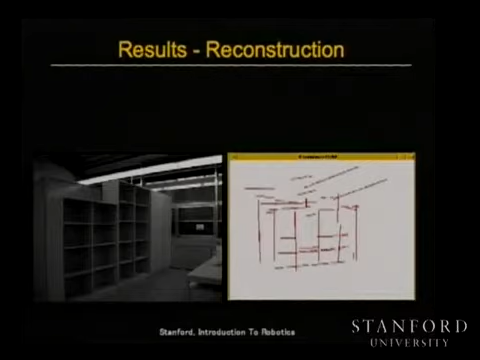 Results - Reconstruction
Stanford, Introduction To Robotics
STANFORD
UNIVERSITY